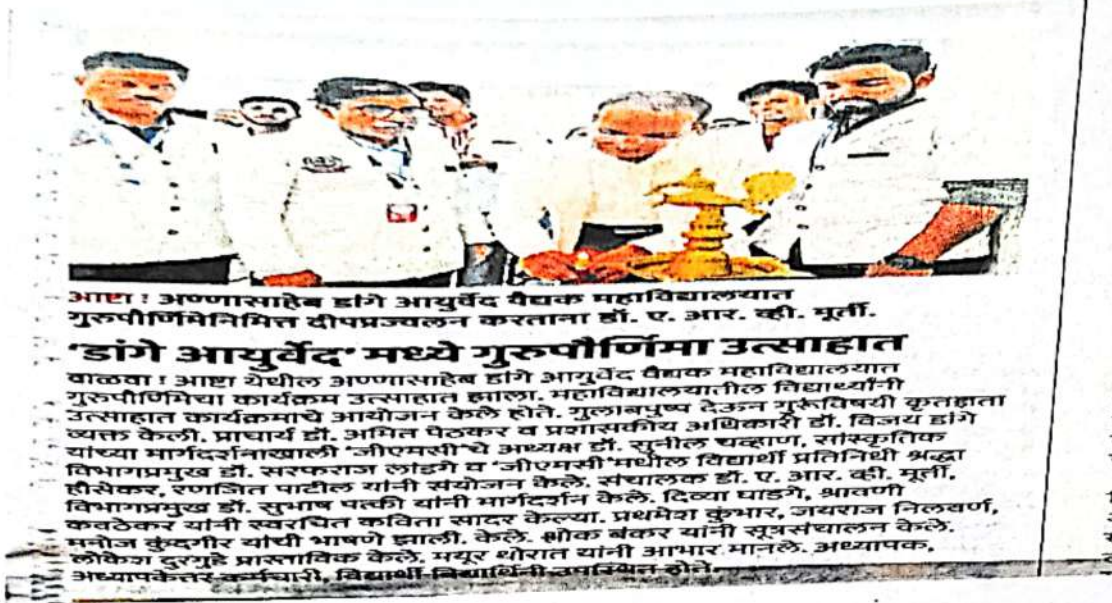 आष्टा : अण्णासाहेब डांगे आयुर्वेद वैद्यक महाविद्यालयात
गुरुपौर्णिमेनिमित्त दीपप्रज्वलन करताना डॉ. ए. आर. व्ही. मूर्ती.
'डांगे आयुर्वेद' मध्ये गुरुपौर्णिमा उत्साहात
वाळवा : आष्टा येथील अण्णासाहेब डांगे आयुर्वेद वैद्यक महाविद्यालयात
गुरुपौर्णिमेचा कार्यक्रम उत्साहात झाला. महाविद्यालयातील विद्यार्थ्यांनी
उत्साहात कार्यक्रमाचे आयोजन केले होते. गुलाबपुष्प देऊन गुरूंविषयी कृतज्ञता
व्यक्त केली. प्राचार्य डॉ. अमित पेठकर व प्रशासकीय अधिकारी डॉ. विजय डांगे
यांच्या मार्गदर्शनाखाली 'जीएमसी'चे अध्यक्ष डॉ. सुनील चव्हाण, सांस्कृतिक
विभागप्रमुख डॉ. सरफराज लांडगे व 'जीएमसी'मधील विद्यार्थी प्रतिनिधी श्रद्धा
हौसेकर, रणजित पाटील यांनी संयोजन केले. संचालक डॉ. ए. आर. व्ही. मूर्ती,
विभागप्रमुख डॉ. सुभाष पत्की यांनी मार्गदर्शन केले. दिव्या घाडगे, श्रावणी
कवठेकर यांनी स्वरचित कविता सादर केल्या. प्रथमेश कुंभार, जयराज निलवर्ण,
मनोज कुंदगीर यांची भाषणे झाली. केले. श्लोक बंकर यांनी सूत्रसंचालन केले.
लोकेश दुरगुडे प्रास्ताविक केले. मयूर थोरात यांनी आभार मानले. अध्यापक,
अध्यापकेतर कर्मचारी, विद्यार्थी विद्यार्थिनी उपस्थित होते.